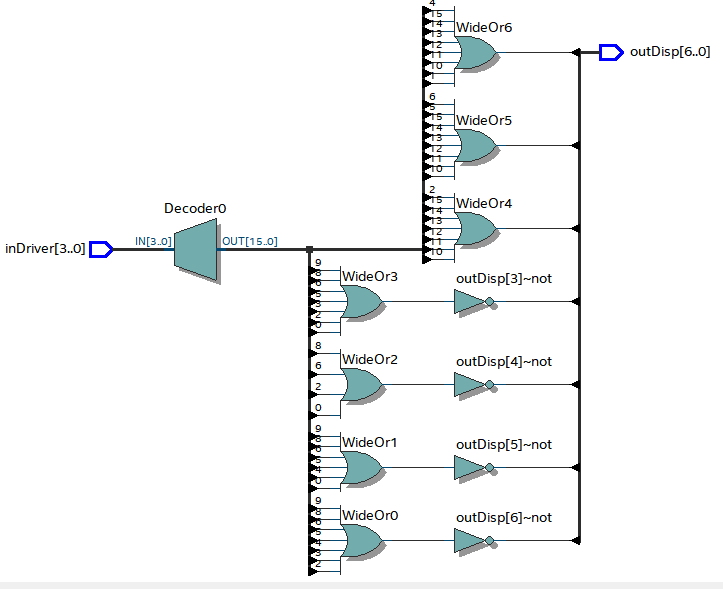 4
15
14
13
12
11
10
1
WideOr6
outDisp[6..0]
6
5
15
14
13
12
11
10
WideOr5
2
15
14
13
12
11
10
WideOr4
Decoder0
inDriver[3..0]
IN[3..0]
OUT[15..0]
9
8
6
5
3
2
0
WideOr3
outDisp[3]~not
8
6
2
0
WideOr2
outDisp[4]~not
9
8
6
5
4
0
WideOr1
outDisp[5]~not
9
8
6
5
4
3
2
WideOr0
outDisp[6]~not